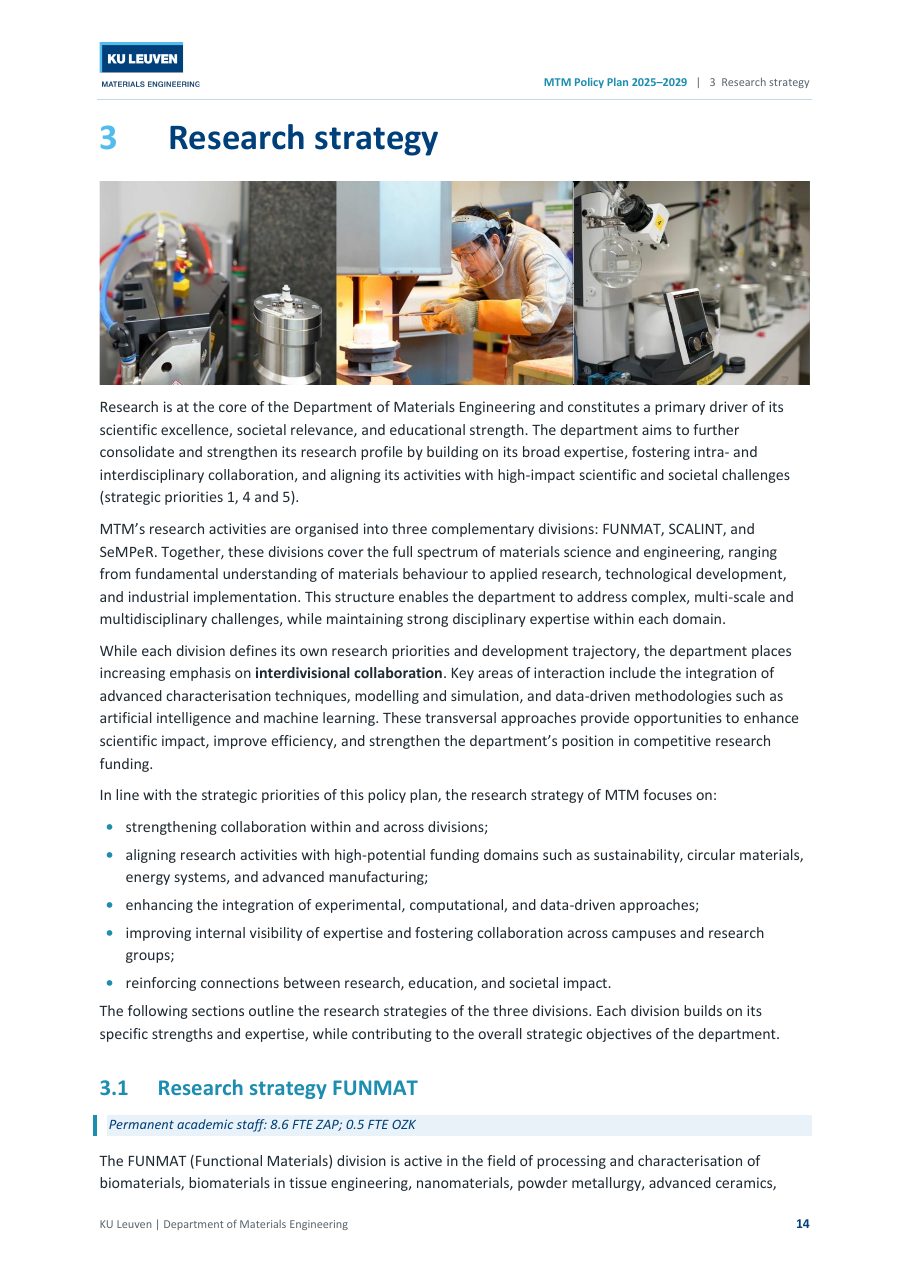 KU LEUVEN
MATERIALS ENGINEERING
MTM Policy Plan 2025–2029 | 3 Research strategy
3 Research strategy
Research is at the core of the Department of Materials Engineering and constitutes a primary driver of its
scientific excellence, societal relevance, and educational strength. The department aims to further
consolidate and strengthen its research profile by building on its broad expertise, fostering intra- and
interdisciplinary collaboration, and aligning its activities with high-impact scientific and societal challenges
(strategic priorities 1, 4 and 5).
MTM’s research activities are organised into three complementary divisions: FUNMAT, SCALINT, and
SeMPeR. Together, these divisions cover the full spectrum of materials science and engineering, ranging
from fundamental understanding of materials behaviour to applied research, technological development,
and industrial implementation. This structure enables the department to address complex, multi-scale and
multidisciplinary challenges, while maintaining strong disciplinary expertise within each domain.
While each division defines its own research priorities and development trajectory, the department places
increasing emphasis on interdivisional collaboration. Key areas of interaction include the integration of
advanced characterisation techniques, modelling and simulation, and data-driven methodologies such as
artificial intelligence and machine learning. These transversal approaches provide opportunities to enhance
scientific impact, improve efficiency, and strengthen the department’s position in competitive research
funding.
In line with the strategic priorities of this policy plan, the research strategy of MTM focuses on:
• strengthening collaboration within and across divisions;
• aligning research activities with high-potential funding domains such as sustainability, circular materials,
energy systems, and advanced manufacturing;
• enhancing the integration of experimental, computational, and data-driven approaches;
• improving internal visibility of expertise and fostering collaboration across campuses and research
groups;
• reinforcing connections between research, education, and societal impact.
The following sections outline the research strategies of the three divisions. Each division builds on its
specific strengths and expertise, while contributing to the overall strategic objectives of the department.
3.1 Research strategy FUNMAT
Permanent academic staff: 8.6 FTE ZAP; 0.5 FTE OZK
The FUNMAT (Functional Materials) division is active in the field of processing and characterisation of
biomaterials, biomaterials in tissue engineering, nanomaterials, powder metallurgy, advanced ceramics,
KU Leuven | Department of Materials Engineering
14